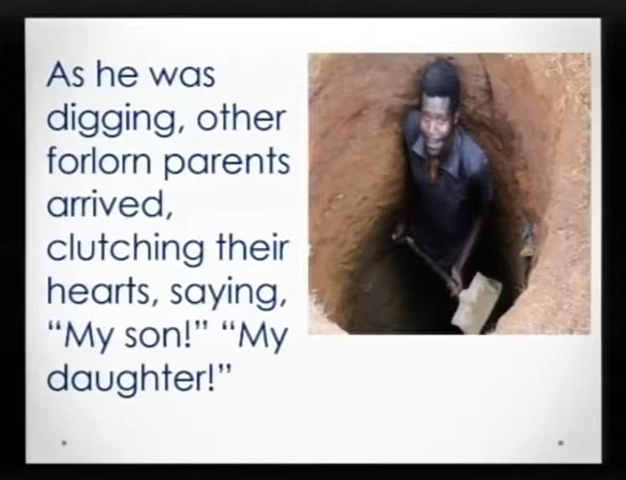 As he was
digging, other
forlorn parents
arrived,
clutching their
hearts, saying,
“My son!” “My
daughter!”